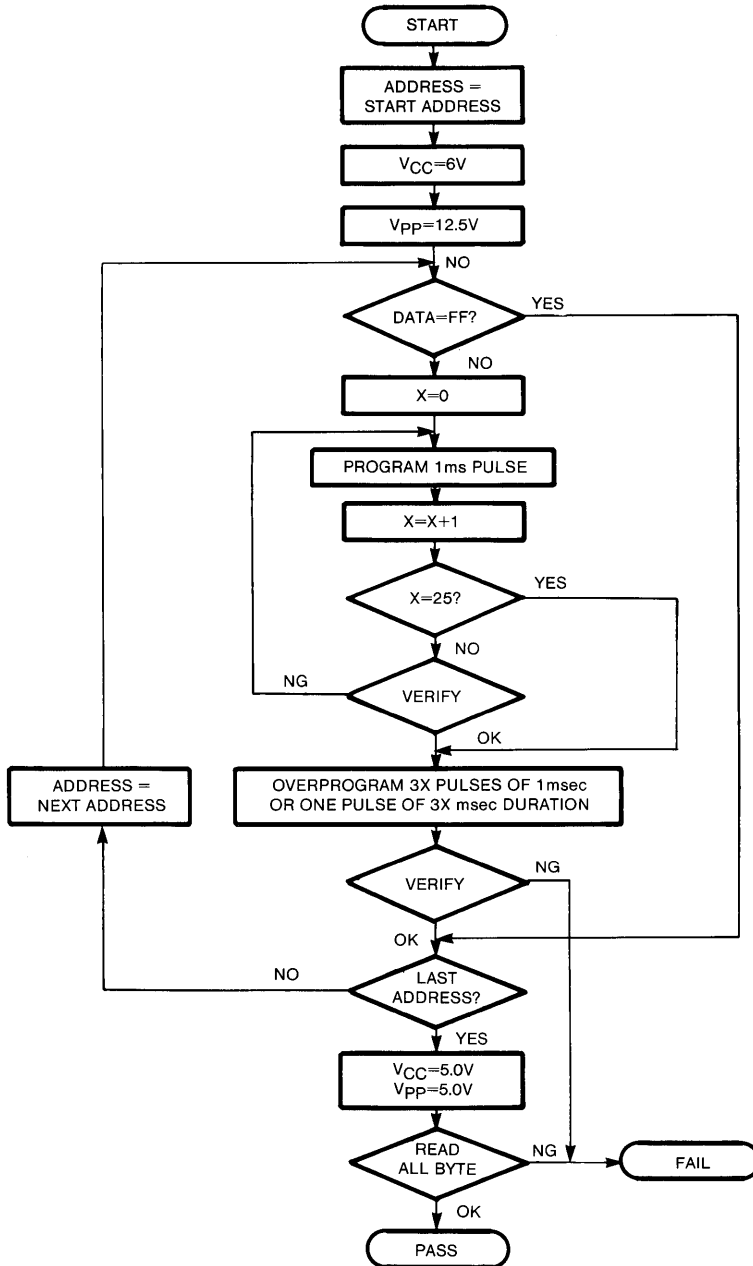 START
ADDRESS =
START ADDRESS
VCC=6V
VPP=12.5V
NO
DATA=FF?
YES
NO
X=0
PROGRAM 1ms PULSE
X=X+1
X=25?
YES
NO
NG
VERIFY
OK
ADDRESS =
NEXT ADDRESS
OVERPROGRAM 3X PULSES OF 1msec
OR ONE PULSE OF 3X msec DURATION
VERIFY
NG
OK
NO
LAST
ADDRESS?
YES
VCC=5.0V
VPP=5.0V
READ
ALL BYTE
NG
FAIL
OK
PASS